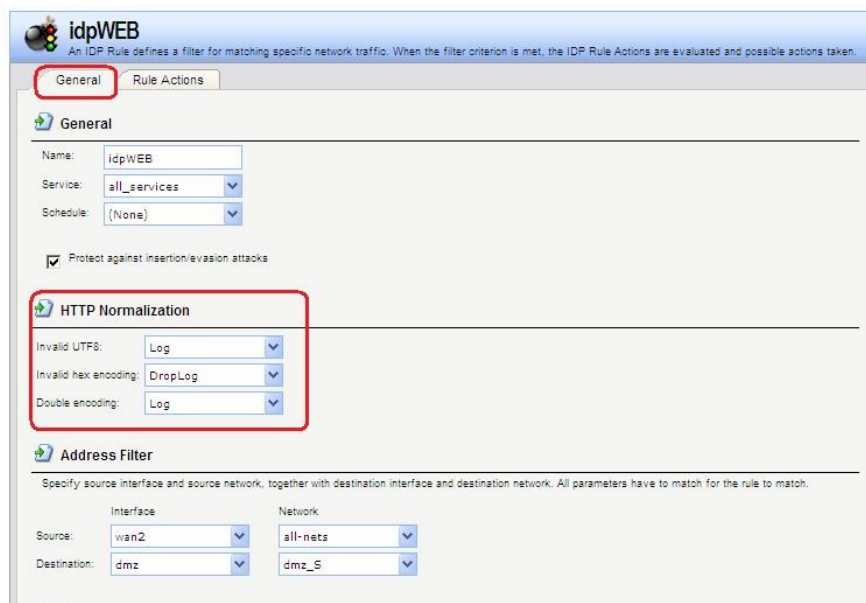 idpWEB
An IDP Rule defines a filter for matching specific network traffic. When the filter criterion is met, the IDP Rule Actions are evaluated and possible actions taken.
General Rule Actions
General
Name: idpWEB
Service: all_services
Schedule: (None)
Protect against insertion/evasion attacks
HTTP Normalization
Invalid UTF8: Log
Invalid hex encoding: DropLog
Double encoding: Log
Address Filter
Specify source interface and source network, together with destination interface and destination network. All parameters have to match for the rule to match.
Interface Network
Source: wan2 all-nets
Destination: dmz dmz_S